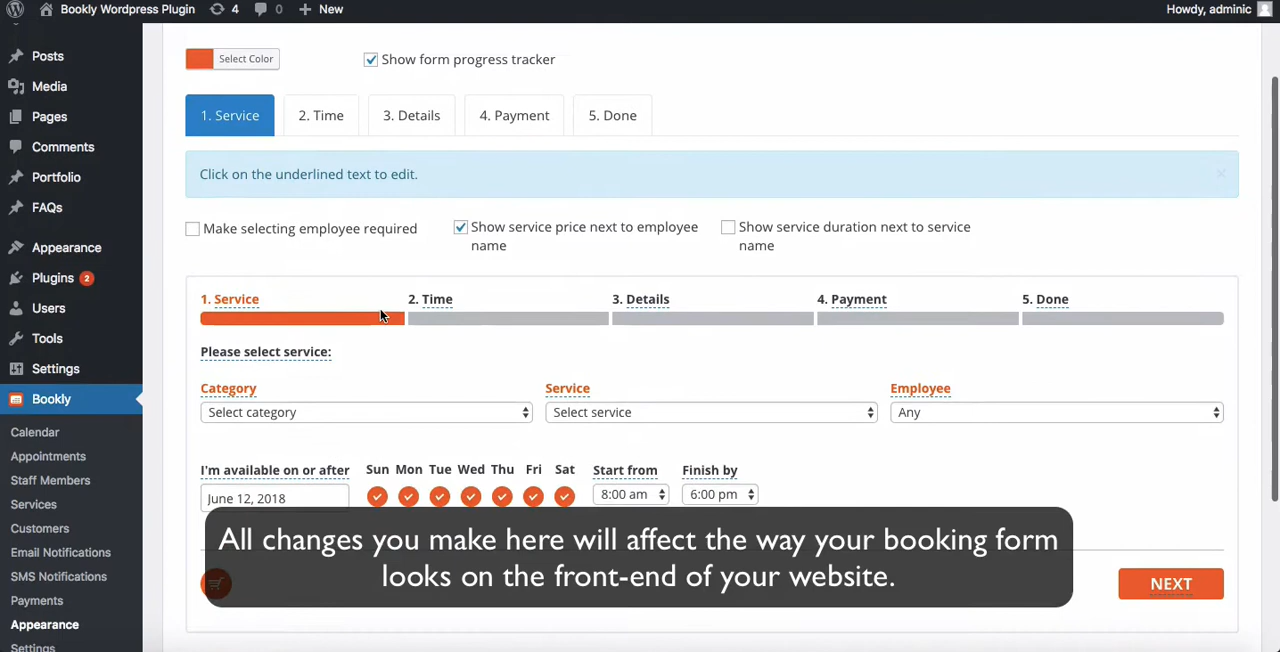 Bookly Wordpress Plugin 4 0 New Howdy, adminic
Posts
Media
Pages
Comments
Portfolio
FAQs
Appearance
Plugins 2
Users
Tools
Settings
Bookly
Calendar
Appointments
Staff Members
Services
Customers
Email Notifications
SMS Notifications
Payments
Appearance
Settings
Select Color Show form progress tracker
1. Service 2. Time 3. Details 4. Payment 5. Done
Click on the underlined text to edit. ×
Make selecting employee required Show service price next to employee Show service duration next to service
name name
1. Service 2. Time 3. Details 4. Payment 5. Done
Please select service:
Category Service Employee
Select category Select service Any
I'm available on or after Sun Mon Tue Wed Thu Fri Sat Start from Finish by
June 12, 2018 8:00 am 6:00 pm
All changes you make here will affect the way your booking form
looks on the front-end of your website.
NEXT